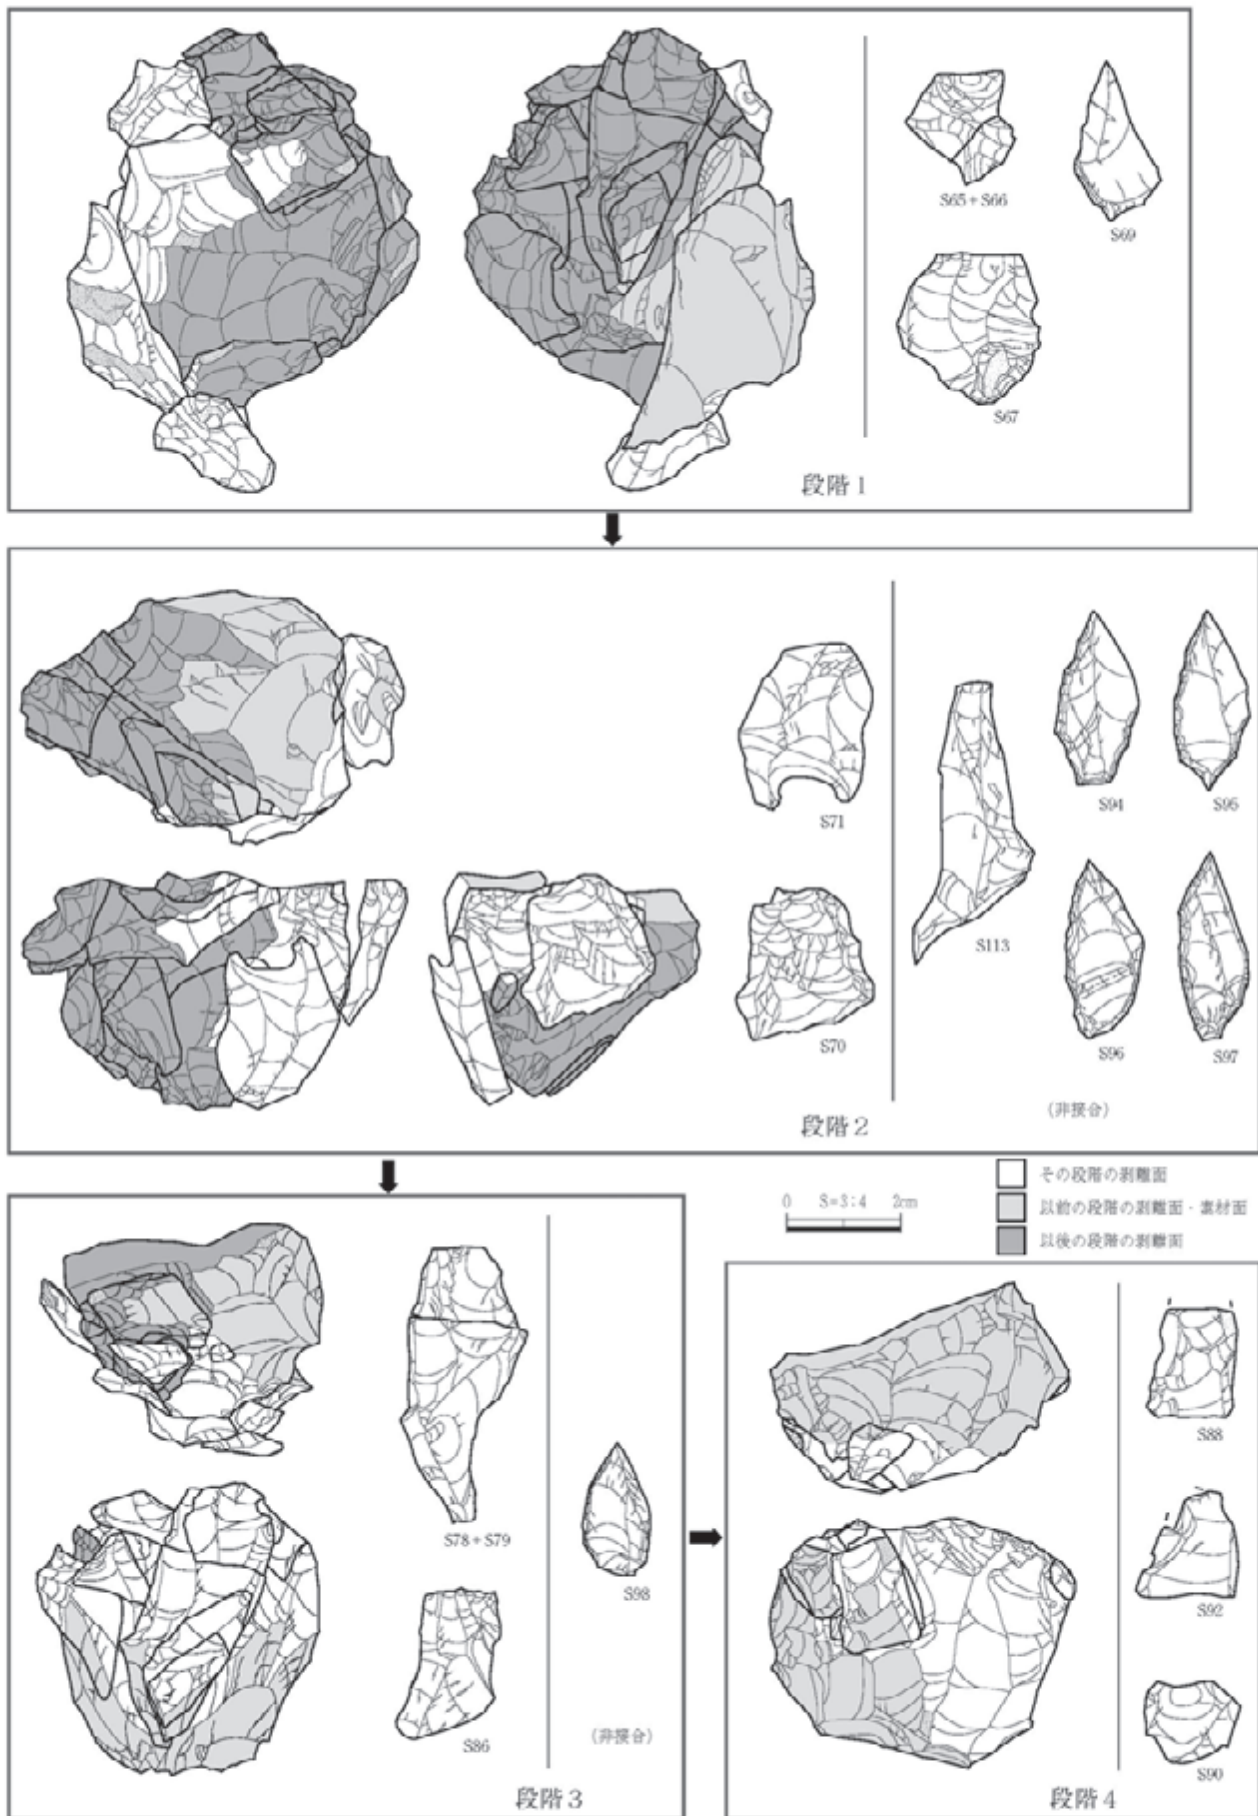 S65+S66
S69
S67
段階1
S71
S94
S95
S113
S70
S96
S97
(非接合)
段階2
その段階の剥離面
0 S=3:4 2cm
以前の段階の剥離面・素材面
以後の段階の剥離面
S78+S79
S98
S86
(非接合)
段階3
S88
S92
S90
段階4